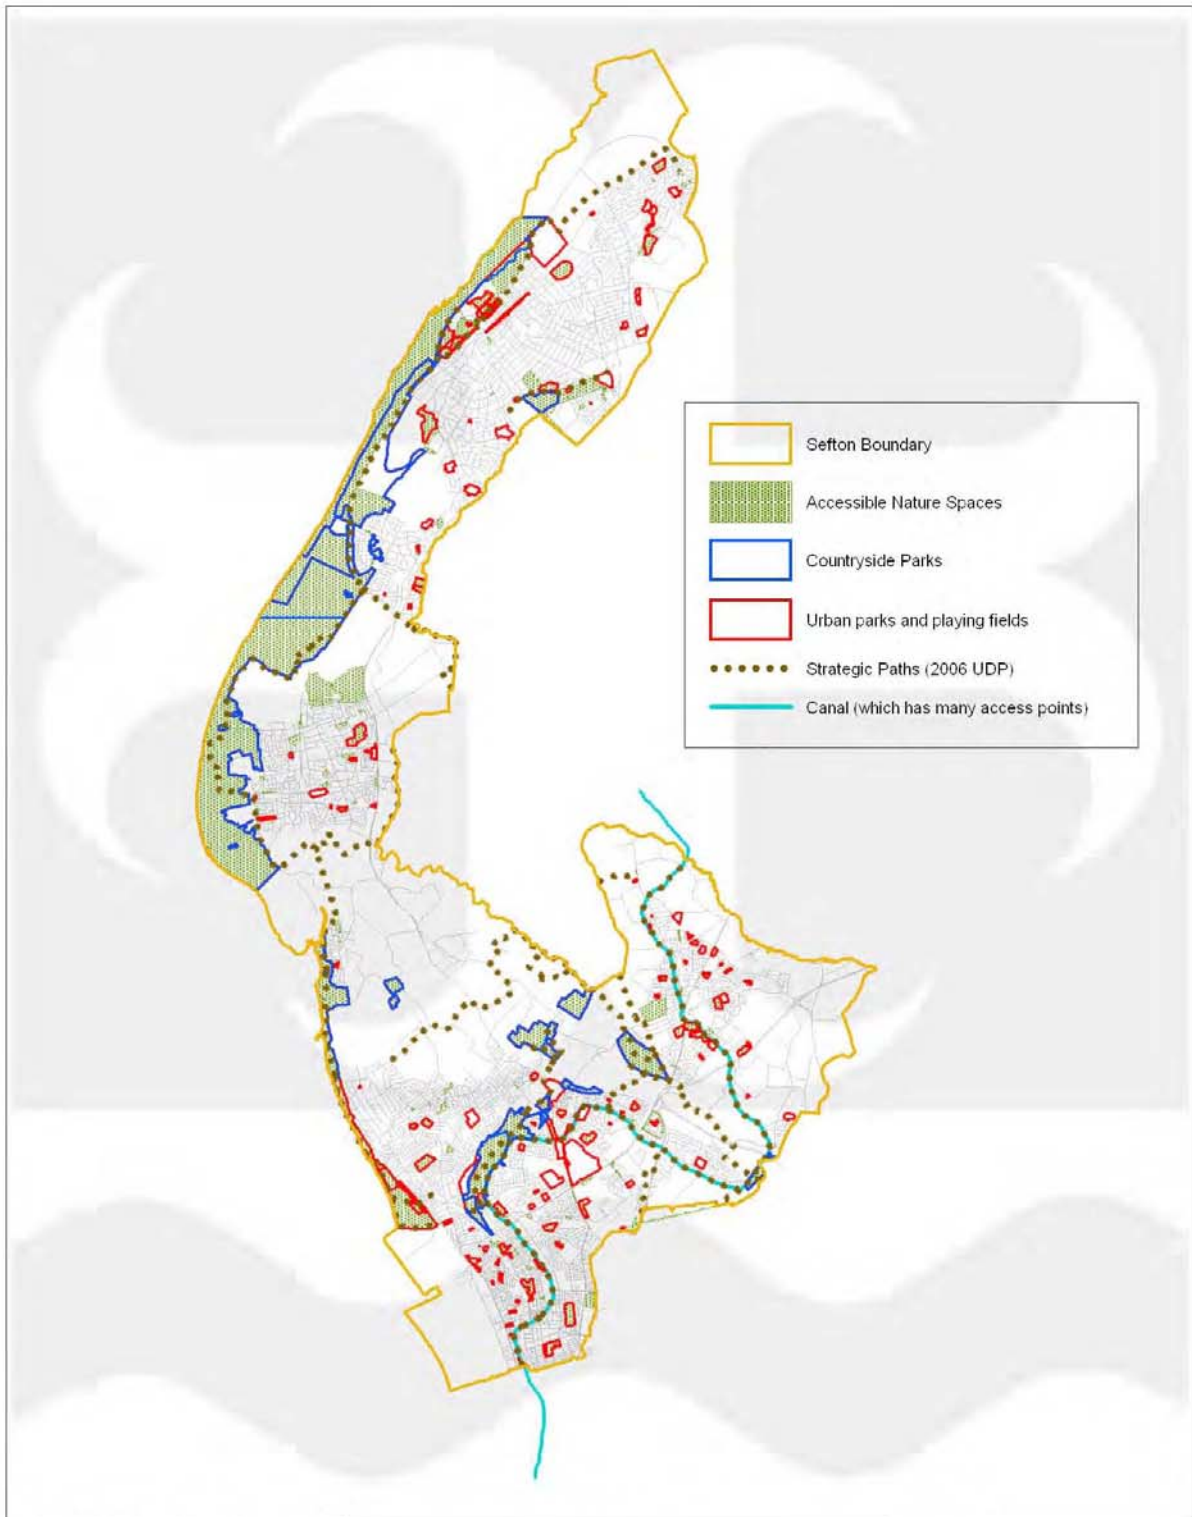 Sefton Boundary
Accessible Nature Spaces
Countryside Parks
Urban parks and playing fields
Strategic Paths (2006 UDP)
Canal (which has many access points)